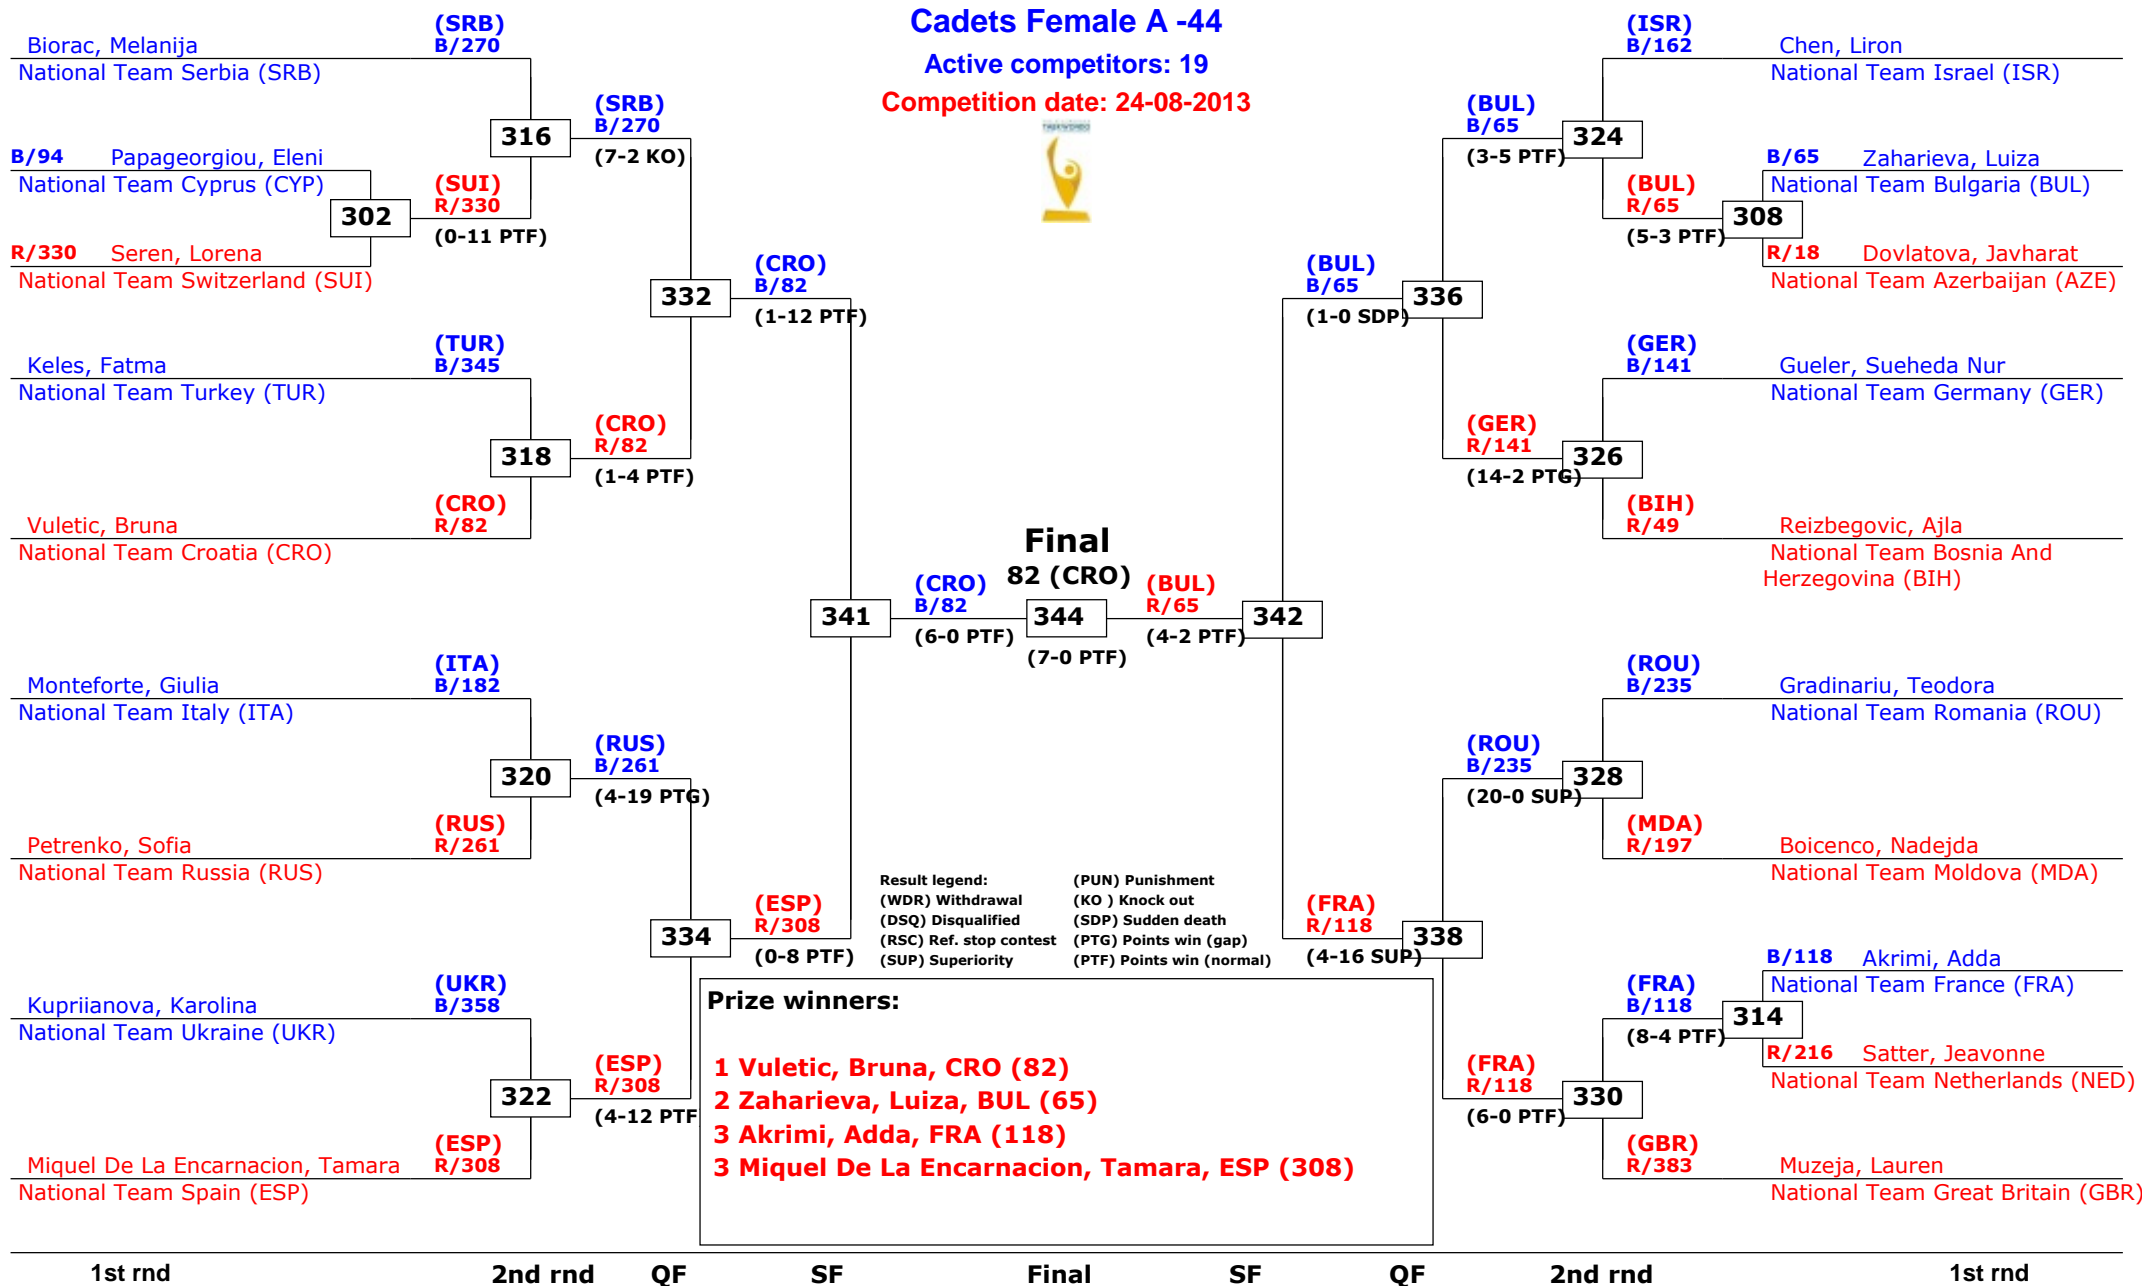 Cadets Female A -44
Active competitors: 19
Competition date: 24-08-2013
TAEKWONDO
(SRB)
B/270
Biorac, Melanija
National Team Serbia (SRB)
B/94 Papageorgiou, Eleni
National Team Cyprus (CYP)
302
R/330 Seren, Lorena
National Team Switzerland (SUI)
(SUI)
R/330
(0-11 PTF)
316
(SRB)
B/270
(7-2 KO)
Keles, Fatma
National Team Turkey (TUR)
(TUR)
B/345
318
Vuletic, Bruna
National Team Croatia (CRO)
(CRO)
R/82
(CRO)
R/82
(1-4 PTF)
332
(CRO)
B/82
(1-12 PTF)
Monteforte, Giulia
National Team Italy (ITA)
(ITA)
B/182
320
Petrenko, Sofia
National Team Russia (RUS)
(RUS)
R/261
(RUS)
B/261
(4-19 PTG)
Kupriianova, Karolina
National Team Ukraine (UKR)
(UKR)
B/358
322
Miquel De La Encarnacion, Tamara
National Team Spain (ESP)
(ESP)
R/308
(ESP)
R/308
(4-12 PTF
334
(ESP)
R/308
(0-8 PTF)
341
(CRO)
B/82
(6-0 PTF)
Final
82 (CRO)
344
(7-0 PTF)
(BUL)
R/65
(4-2 PTF)
342
(BUL)
B/65
(1-0 SDP)
336
(BUL)
B/65
(3-5 PTF)
324
(ISR)
B/162
Chen, Liron
National Team Israel (ISR)
(BUL)
R/65
(5-3 PTF)
308
B/65 Zaharieva, Luiza
National Team Bulgaria (BUL)
R/18 Dovlatova, Javharat
National Team Azerbaijan (AZE)
(GER)
R/141
(14-2 PTG)
326
(GER)
B/141
Gueler, Sueheda Nur
National Team Germany (GER)
(BIH)
R/49
Reizbegovic, Ajla
National Team Bosnia And
Herzegovina (BIH)
(FRA)
R/118
(4-16 SUP)
338
(ROU)
B/235
(20-0 SUP)
328
(ROU)
B/235
Gradinariu, Teodora
National Team Romania (ROU)
(MDA)
R/197
Boicenco, Nadejda
National Team Moldova (MDA)
(FRA)
R/118
(6-0 PTF)
330
(FRA)
B/118
(8-4 PTF)
314
B/118 Akrimi, Adda
National Team France (FRA)
R/216 Satter, Jeavonne
National Team Netherlands (NED)
(GBR)
R/383
Muzeja, Lauren
National Team Great Britain (GBR)
Result legend: (PUN) Punishment
(WDR) Withdrawal (KO ) Knock out
(DSQ) Disqualified (SDP) Sudden death
(RSC) Ref. stop contest (PTG) Points win (gap)
(SUP) Superiority (PTF) Points win (normal)
Prize winners:
1 Vuletic, Bruna, CRO (82)
2 Zaharieva, Luiza, BUL (65)
3 Akrimi, Adda, FRA (118)
3 Miquel De La Encarnacion, Tamara, ESP (308)
1st rnd 2nd rnd QF SF Final SF QF 2nd rnd 1st rnd